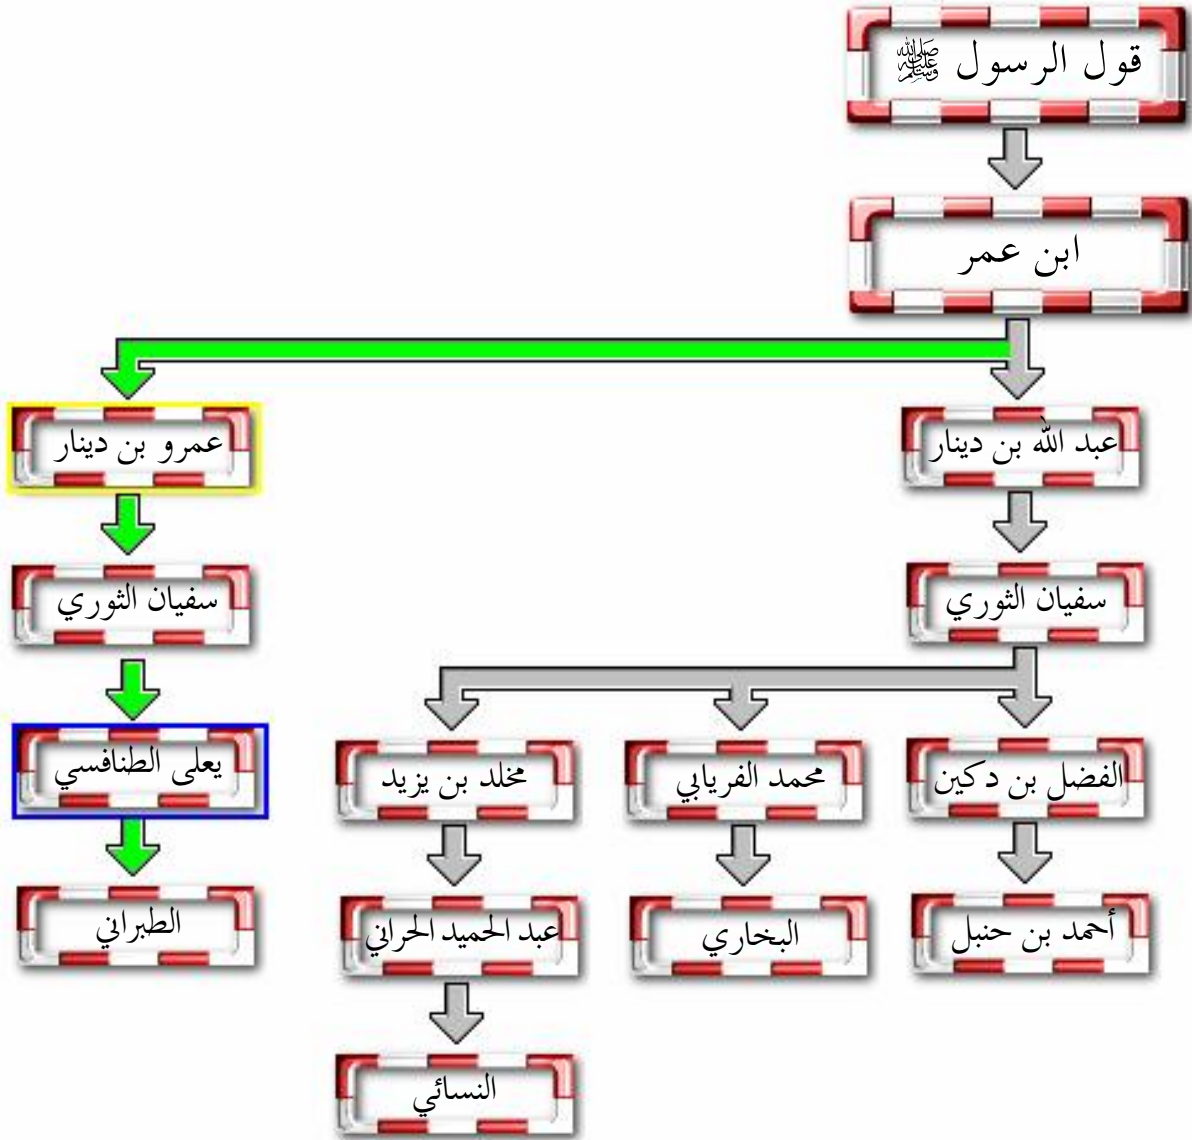 قول الرسول ﷺ
ابن عمر
عبد الله بن دينار
عمرو بن دينار
سفيان الثوري
سفيان الثوري
الفضل بن دكين
محمد الفريابي
مخلد بن يزيد
يعلى الطنافسي
أحمد بن حنبل
البخاري
عبد الحميد الحراني
الطبراني
النسائي